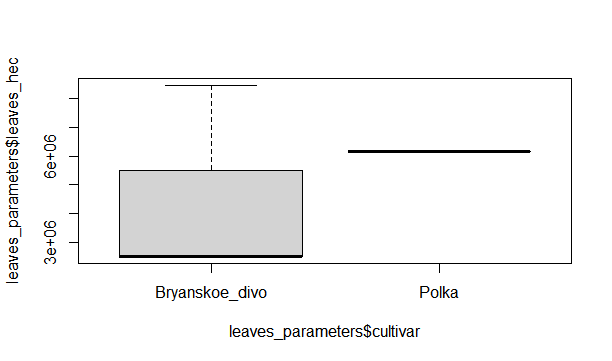 leaves_parameters$leaves_hec
6e+06
3e+06
Bryanskoe_divo
Polka
leaves_parameters$cultivar